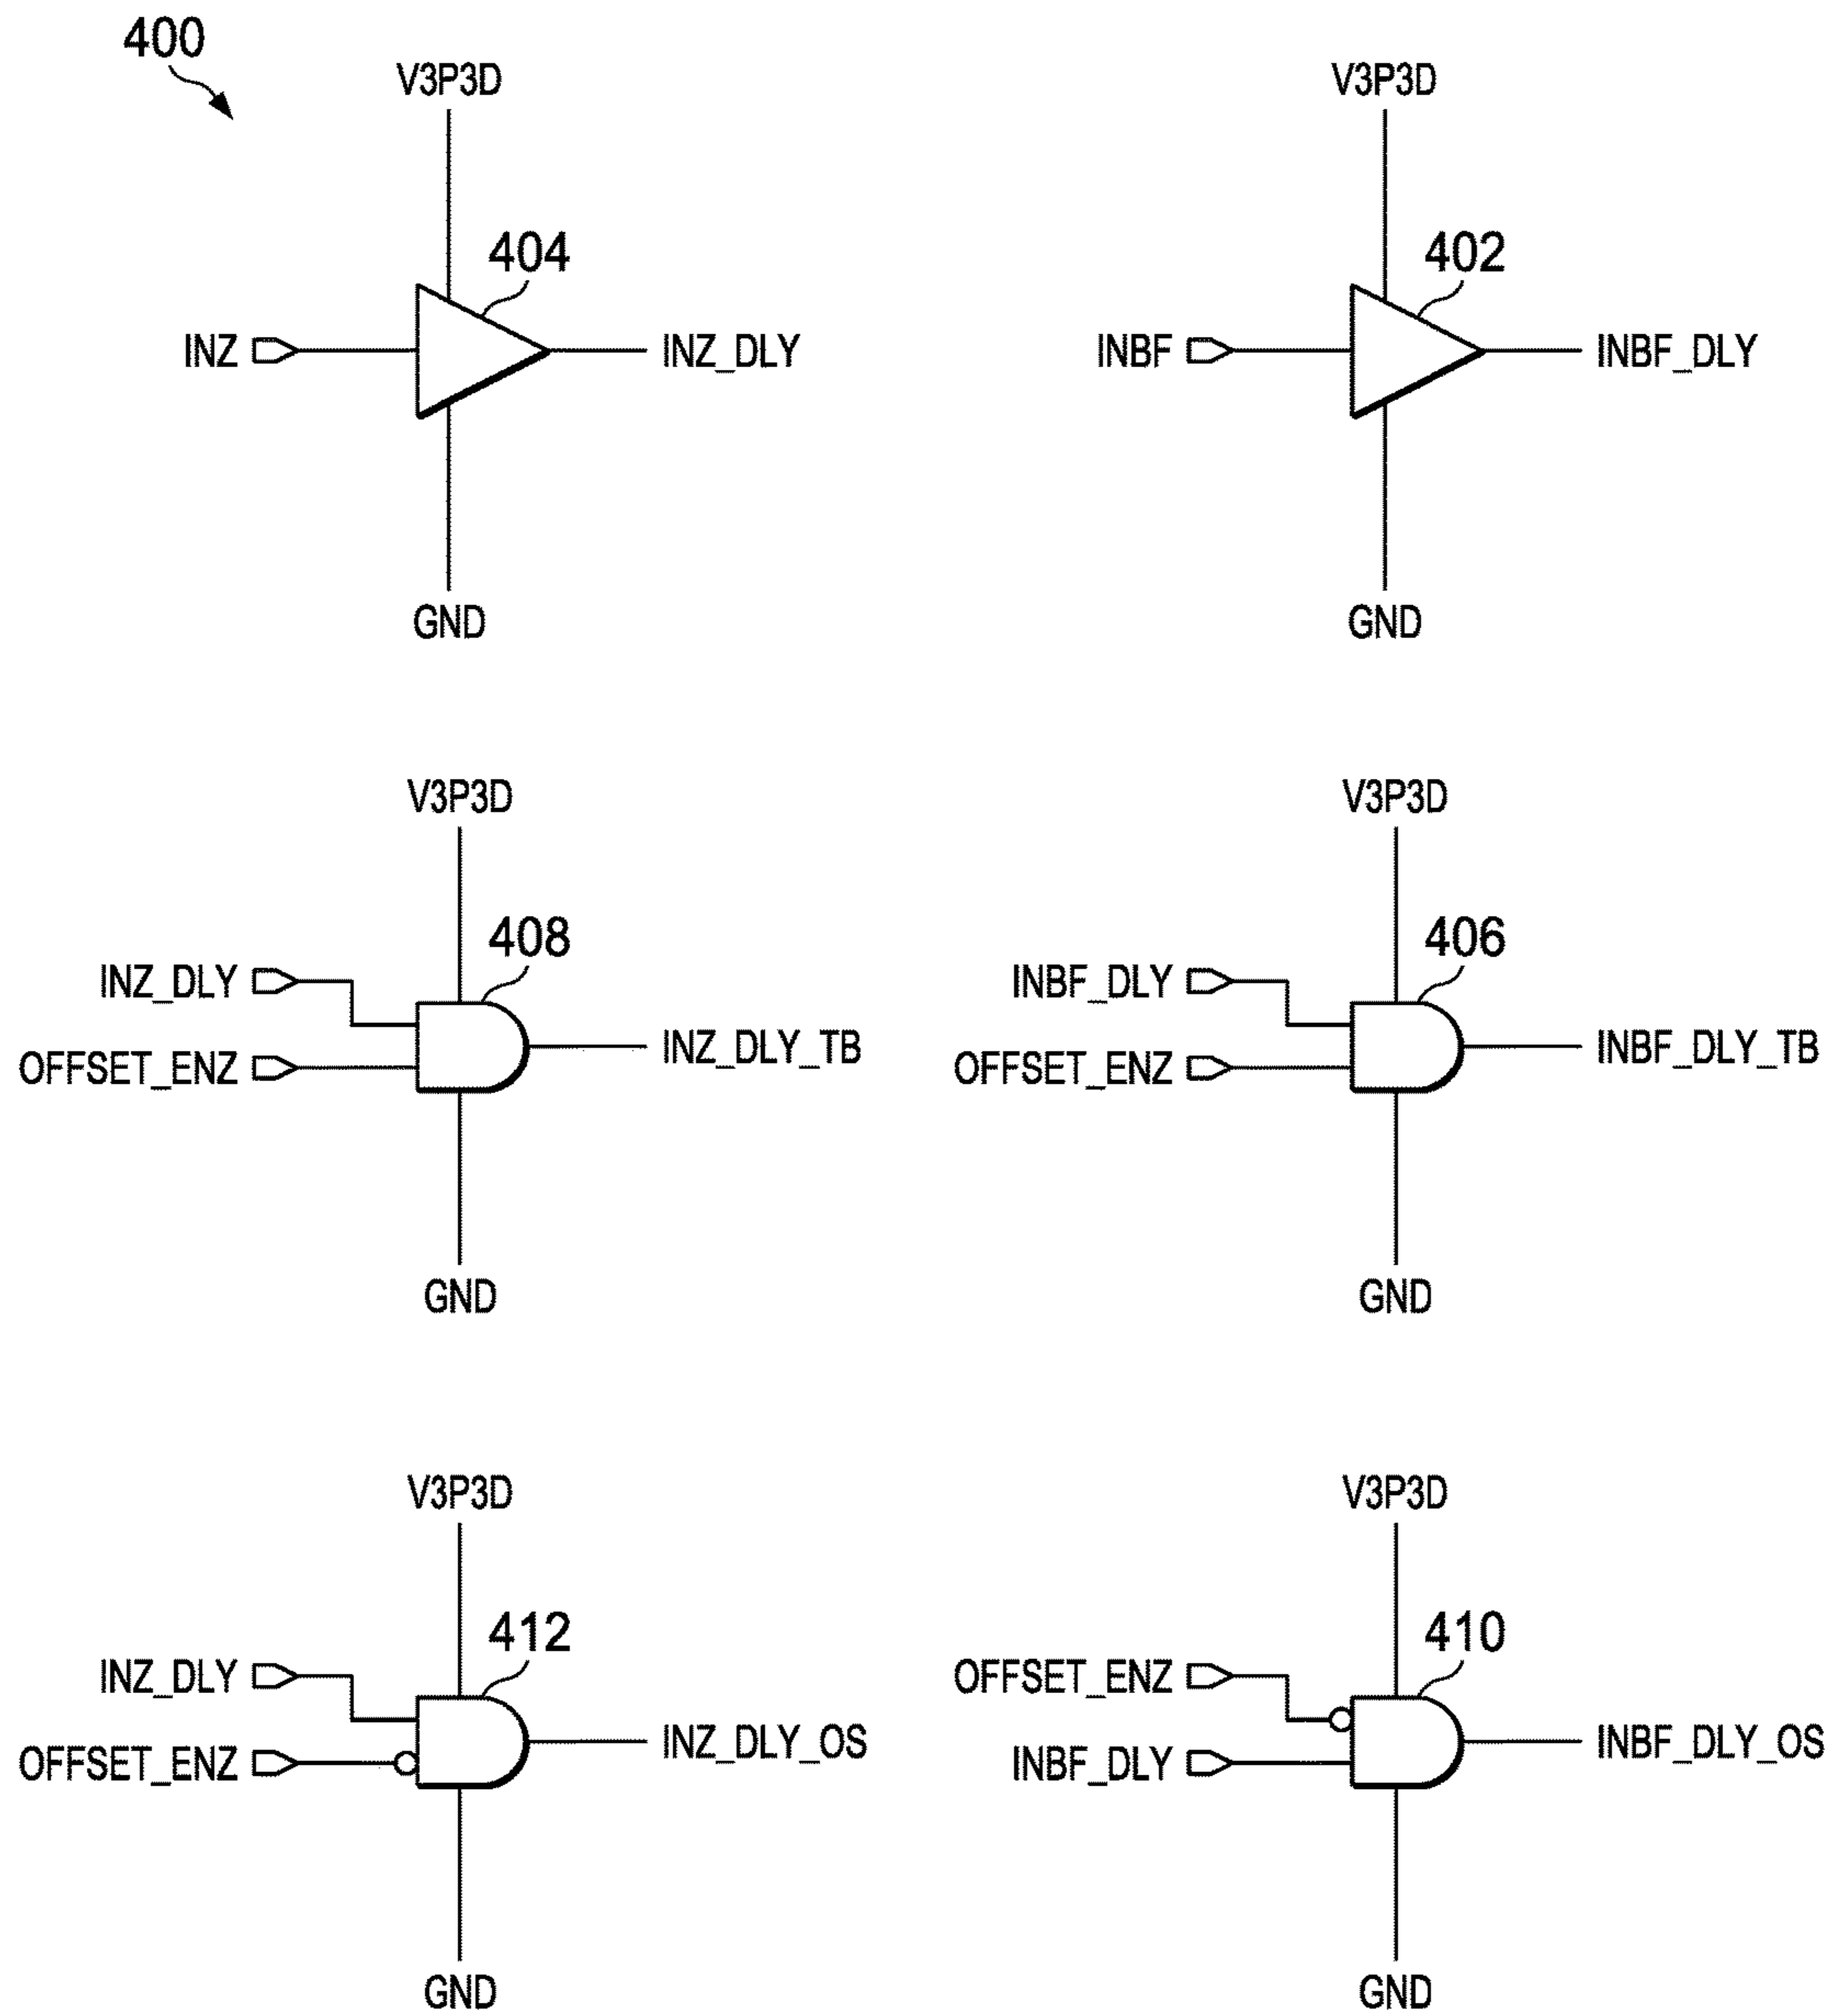 400
V3P3D V3P3D
404 402
INZ INZ_DLY INBF INBF_DLY
GND GND
V3P3D V3P3D
408 406
INZ_DLY INBF_DLY
INZ_DLY_TB INBF_DLY_TB
OFFSET_ENZ OFFSET_ENZ
GND GND
V3P3D V3P3D
412 410
INZ_DLY OFFSET_ENZ
INZ_DLY_OS INBF_DLY_OS
OFFSET_ENZ INBF_DLY
GND GND